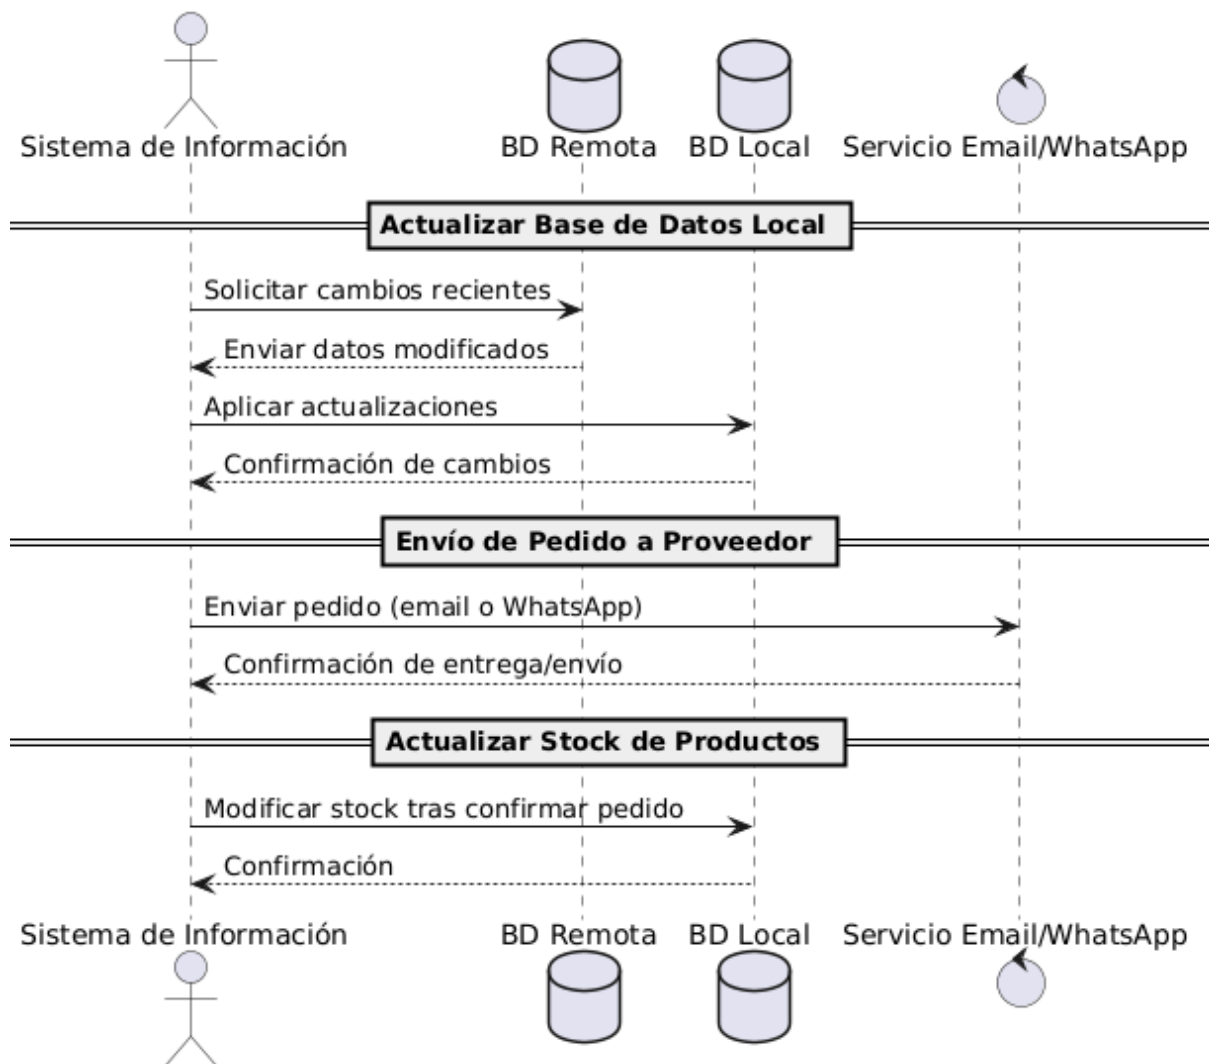 Sistema de Información BD Remota BD Local Servicio Email/WhatsApp
Actualizar Base de Datos Local
Solicitar cambios recientes
Enviar datos modificados
Aplicar actualizaciones
Confirmación de cambios
Envío de Pedido a Proveedor
Enviar pedido (email o WhatsApp)
Confirmación de entrega/envío
Actualizar Stock de Productos
Modificar stock tras confirmar pedido
Confirmación
Sistema de Información BD Remota BD Local Servicio Email/WhatsApp